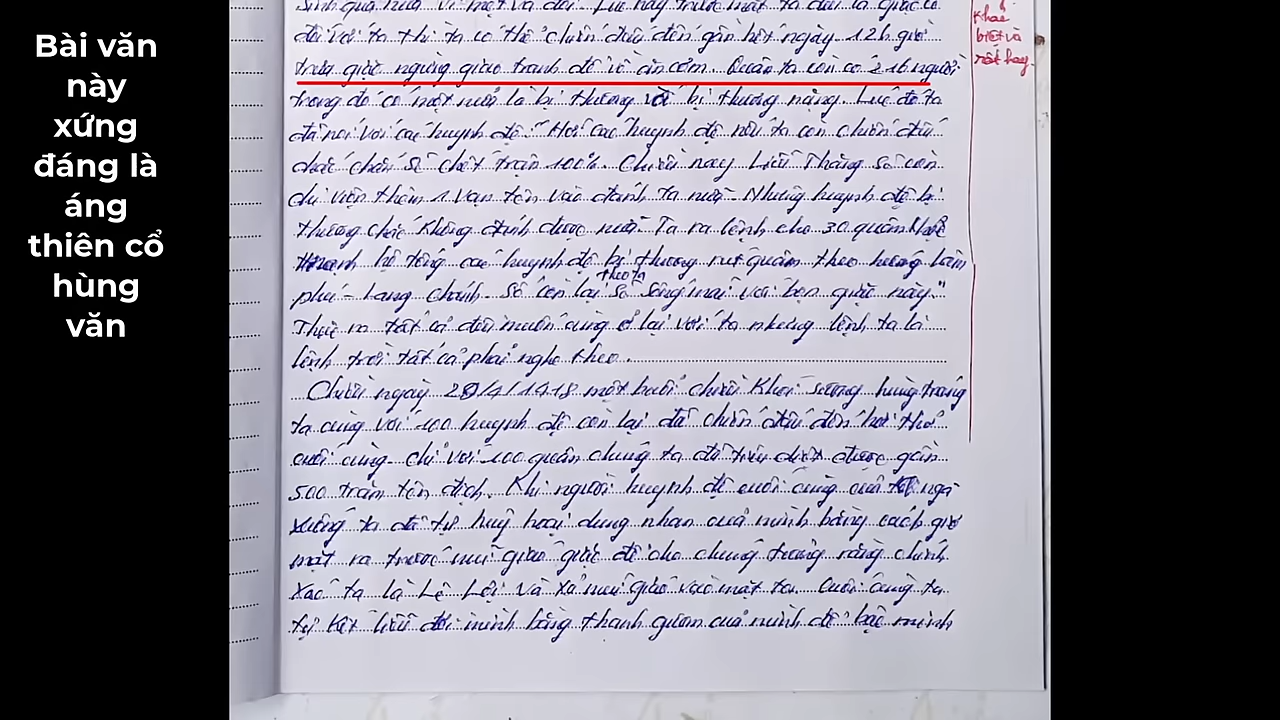 Bài văn
này
xứng
đáng là
áng
thiên cổ
hùng
văn
khác
biệt và
rất hay
đối với ta thì ta có thể chiến đấu đến gần hết ngày. 12h giờ
trưa giặc ngừng giao tranh để về ăn cơm. Quân ta còn có 216 người
trong đó có một nửa là bị thương và bị thương nặng. Lúc đó ta
đã nói với các huynh đệ: "Hỡi các huynh đệ nếu ta còn chiến đấu
chắc chắn sẽ chết trận 100%. Chiều nay Liễu Thăng sẽ còn
chi viện thêm 1 vạn tên vào đánh ta nữa. Những huynh đệ bị
thương chắc không đánh được nữa. Ta ra lệnh cho 30 quân
hộ tống các huynh đệ bị thương rút quân theo hướng
theo ta
số còn lại sẽ sống mái với bọn giặc này."
Thực ra tất cả đều muốn cùng ở lại với ta nhưng lệnh ta là
lệnh trời tất cả phải nghe theo.
Chiều ngày 29/4/1418 một buổi chiều khói sương hùng tráng
ta cùng với 100 huynh đệ còn lại đã chiến đấu đến hơi thở
cuối cùng. Chỉ với 100 quân chúng ta đã tiêu diệt được gần
500 trăm tên địch. Khi người huynh đệ cuối cùng của ngã
xuống ta đã tự huỷ hoại dung nhan của mình bằng cách giơ
mặt ra trước mũi giáo giặc để cho chúng tưởng rằng chính
xác ta là Lê Lợi và xả mũi giáo vào mặt ta. Cuối cùng ta
tự kết liễu đời mình bằng thanh gươm của mình để bọc mình